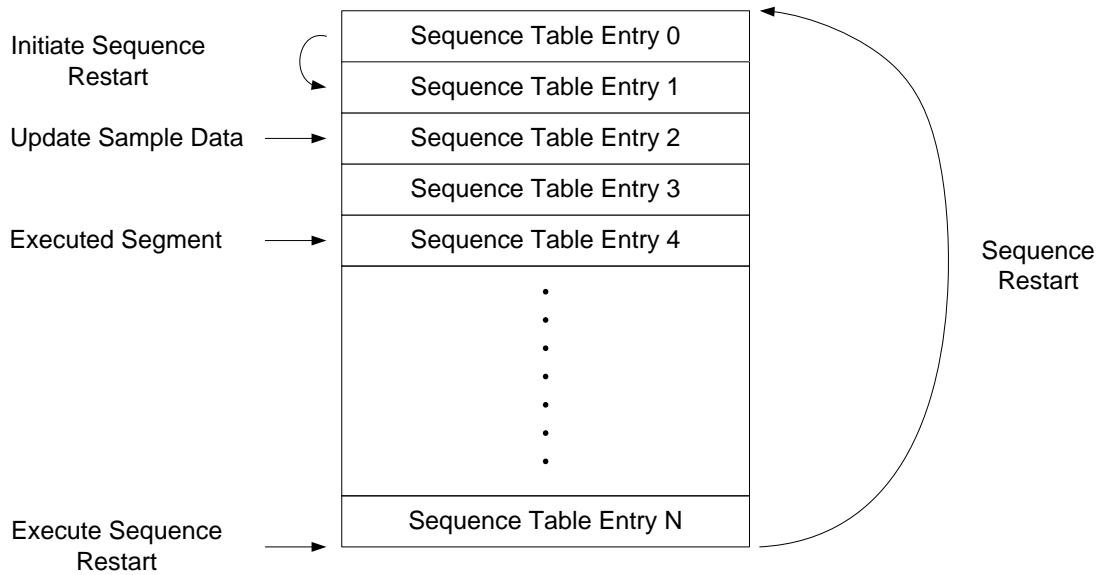 Sequence Table Entry 0
Initiate Sequence
Restart
Sequence Table Entry 1
Update Sample Data
Sequence Table Entry 2
Sequence Table Entry 3
Executed Segment
Sequence Table Entry 4
Sequence
Restart
Sequence Table Entry N
Execute Sequence
Restart